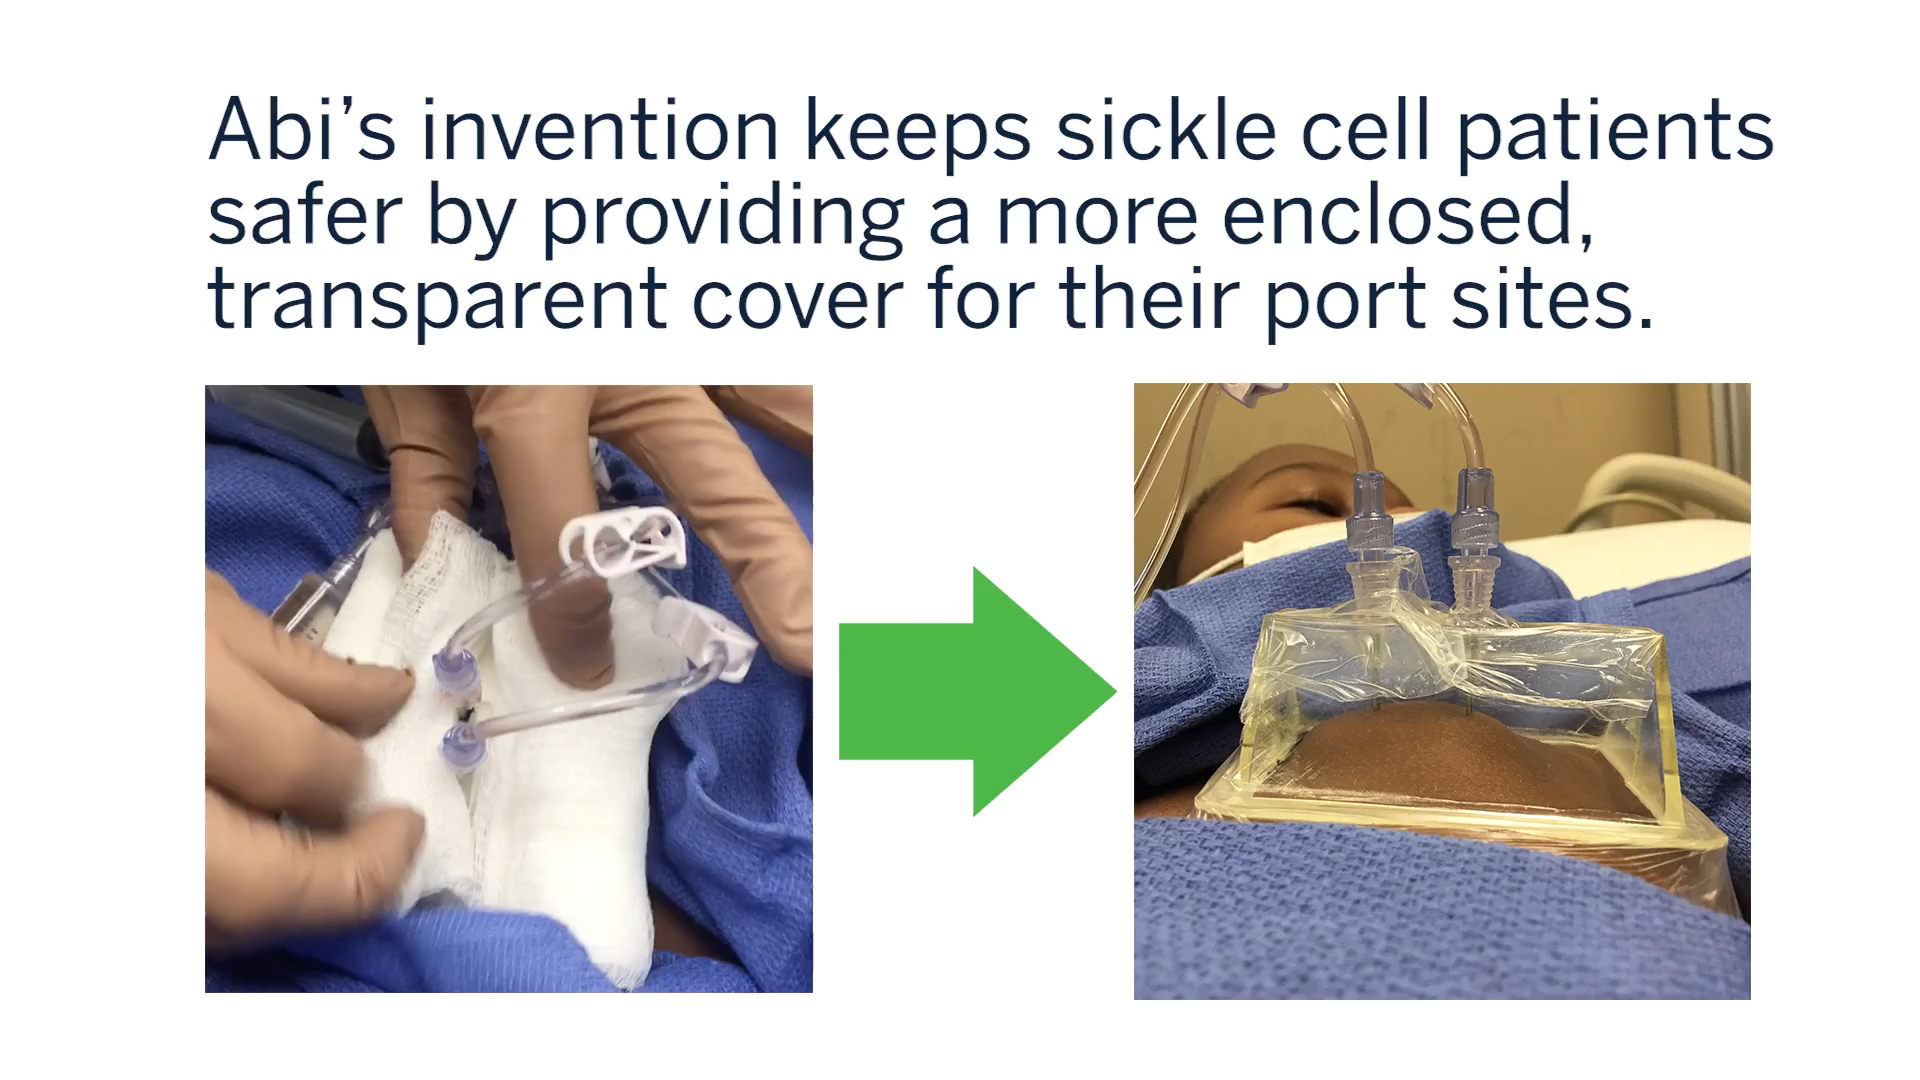 Abi’s invention keeps sickle cell patients
safer by providing a more enclosed,
transparent cover for their port sites.